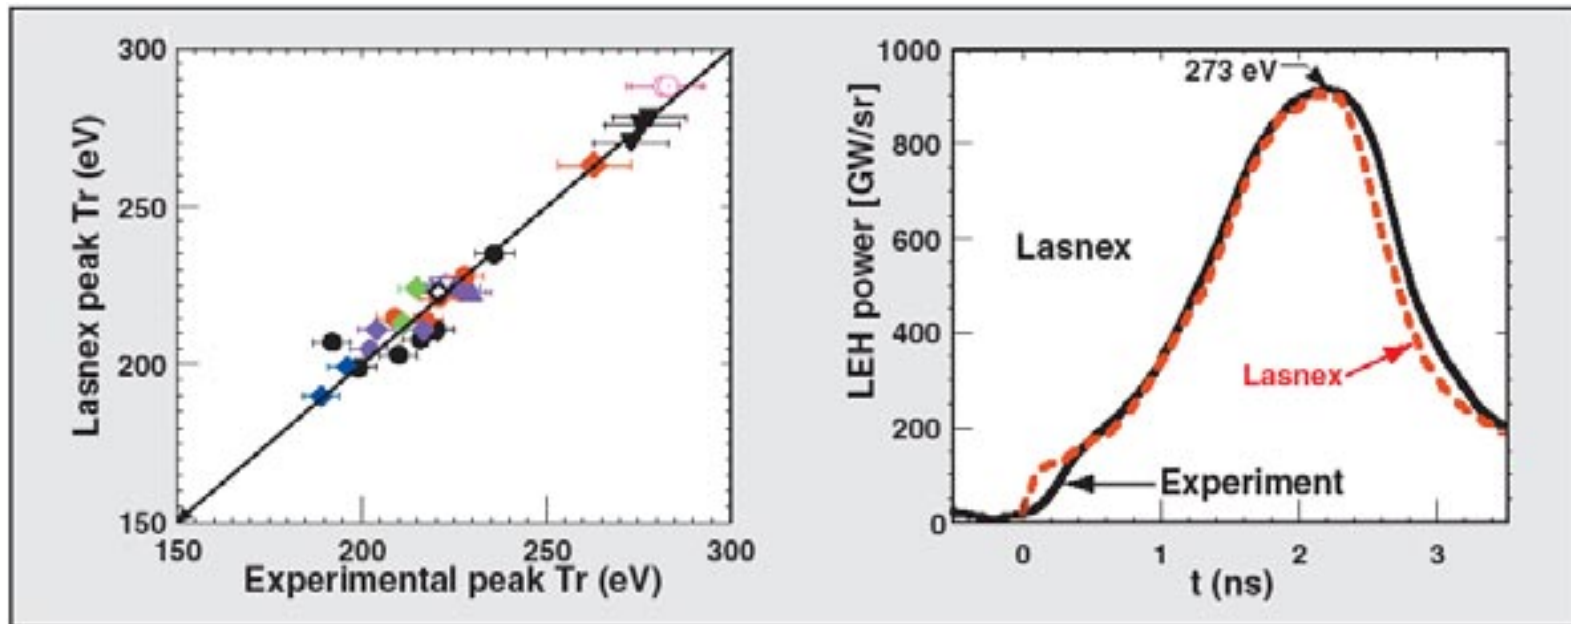 Lasnex peak Tr (eV)
300
250
200
150
150 200 250 300
Experimental peak Tr (eV)
LEH power [GW/sr]
1000
800
600
400
200
0
273 eV
Lasnex
Lasnex
Experiment
0 1 2 3
t (ns)